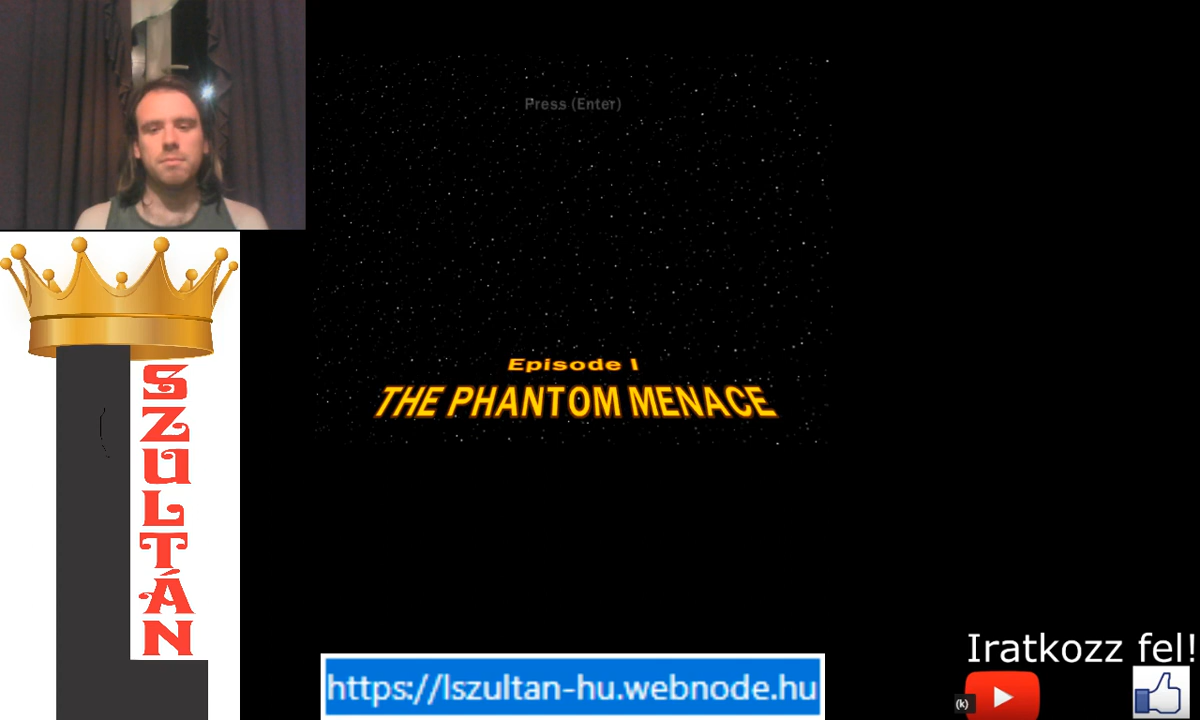 Press (Enter)
Episode I
THE PHANTOM MENACE
L
SZULTÁN
https://lszultan-hu.webnode.hu
Iratkozz fel!
(k)